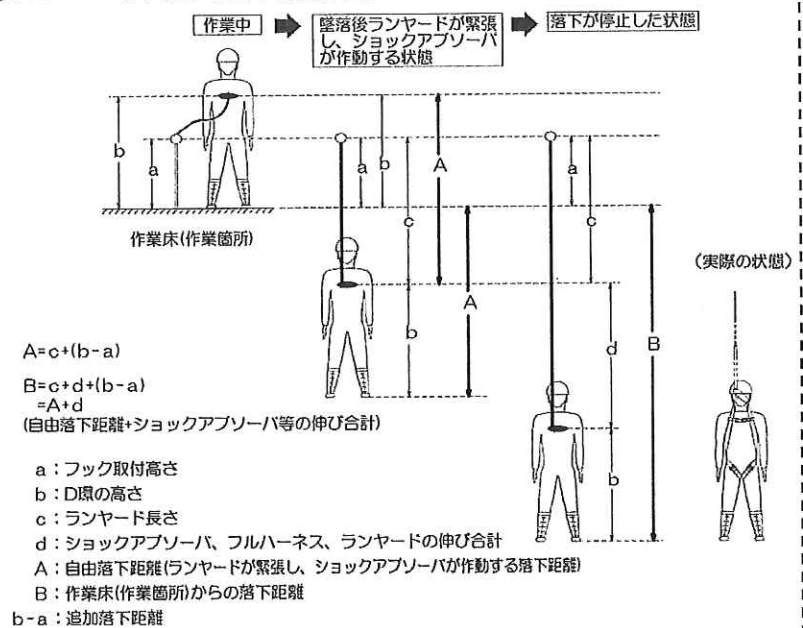 作業中
墜落後ランヤードが緊張
し、ショックアブソーバ
が作動する状態
落下が停止した状態
b
a
a
b
A
c
a
c
作業床(作業箇所)
(実際の状態)
b
A
d
B
b
A=c+(b-a)
B=c+d+(b-a)
=A+d
(自由落下距離+ショックアブソーバ等の伸び合計)
a:フック取付高さ
b:D環の高さ
c:ランヤード長さ
d:ショックアブソーバ、フルハーネス、ランヤードの伸び合計
A:自由落下距離(ランヤードが緊張し、ショックアブソーバが作動する落下距離)
B:作業床(作業箇所)からの落下距離
b-a:追加落下距離